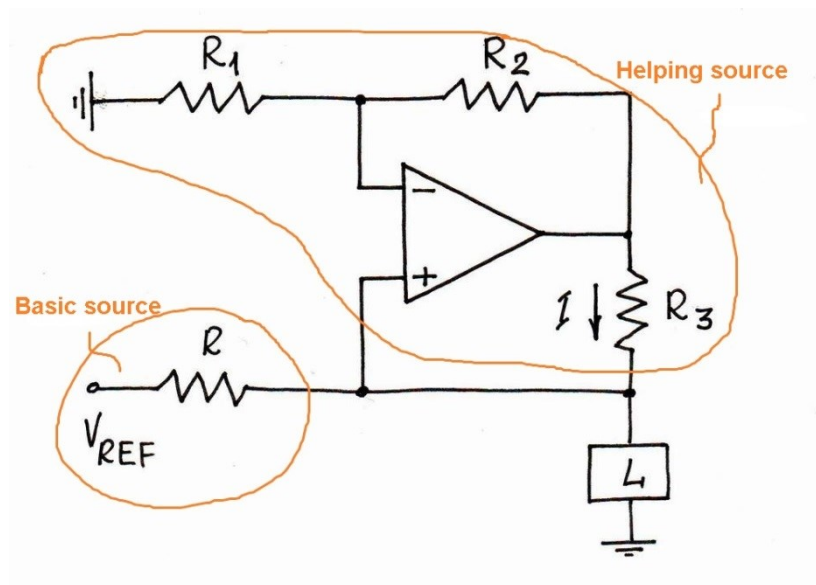 R1
R2
Helping source
−
+
I
R3
Basic source
R
VREF
L